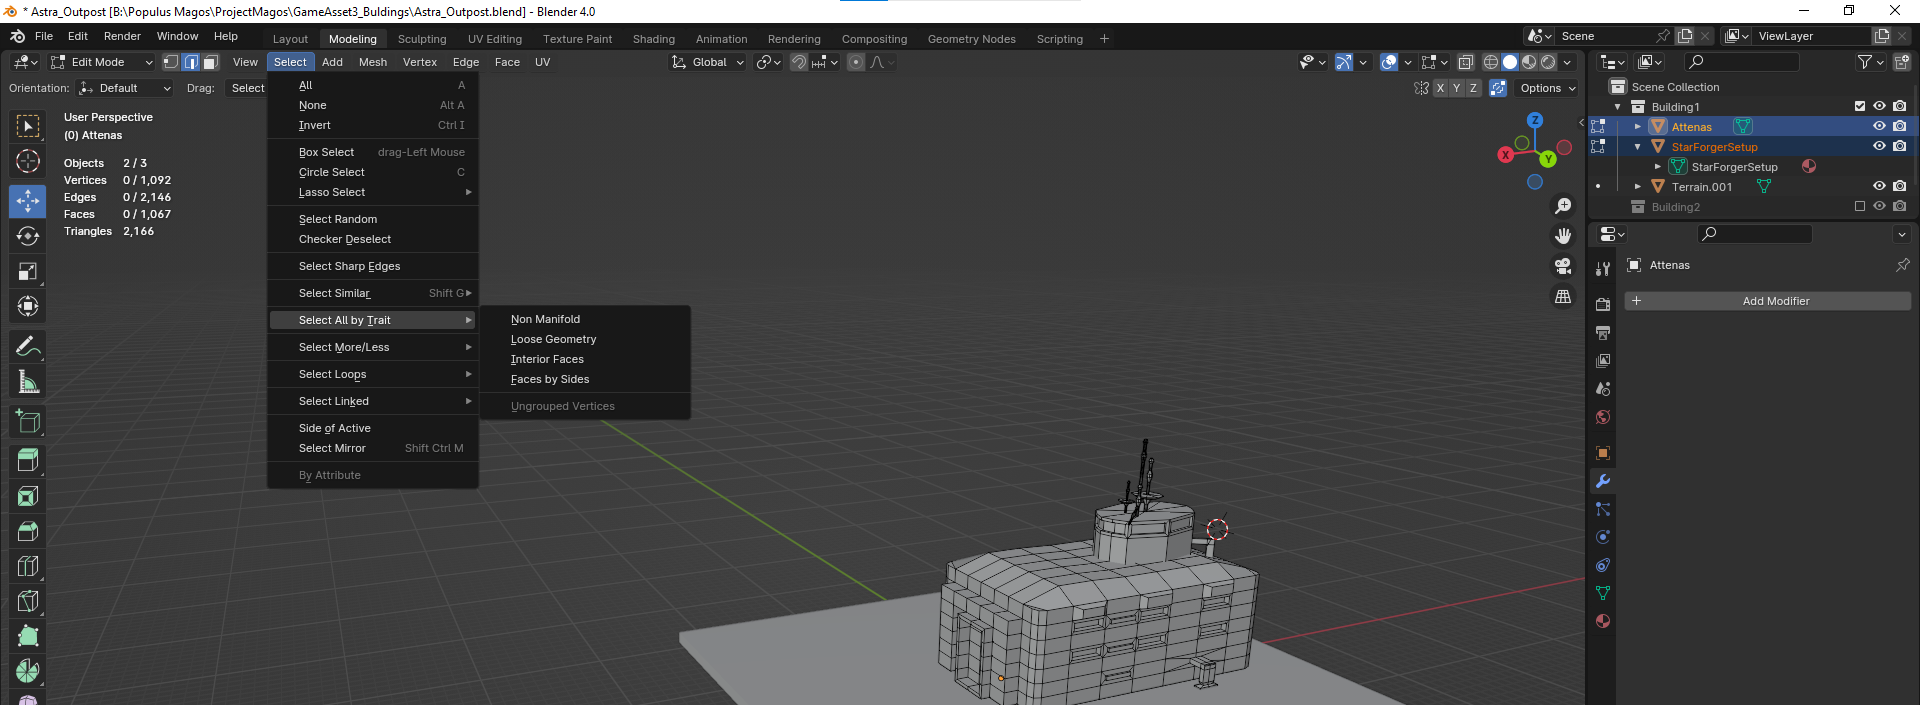 * Astra_Outpost [B:\Populus Magos\ProjectMagos\GameAsset3_Buldings\Astra_Outpost.blend] - Blender 4.0
File Edit Render Window Help Layout Modeling Sculpting UV Editing Texture Paint Shading Animation Rendering Compositing Geometry Nodes Scripting + Scene ViewLayer
Edit Mode View Select Add Mesh Vertex Edge Face UV Global
Orientation: Default Drag: Select X Y Z Options
User Perspective
(0) Attenas
Objects 2 / 3
Vertices 0 / 1,092
Edges 0 / 2,146
Faces 0 / 1,067
Triangles 2,166
All A
None Alt A
Invert Ctrl I
Box Select drag-Left Mouse
Circle Select C
Lasso Select
Select Random
Checker Deselect
Select Sharp Edges
Select Similar Shift G
Select All by Trait
Select More/Less
Select Loops
Select Linked
Side of Active
Select Mirror Shift Ctrl M
By Attribute
Non Manifold
Loose Geometry
Interior Faces
Faces by Sides
Ungrouped Vertices
Z
X
Y
Scene Collection
Building1
Attenas
StarForgerSetup
StarForgerSetup
Terrain.001
Building2
Attenas
+ Add Modifier